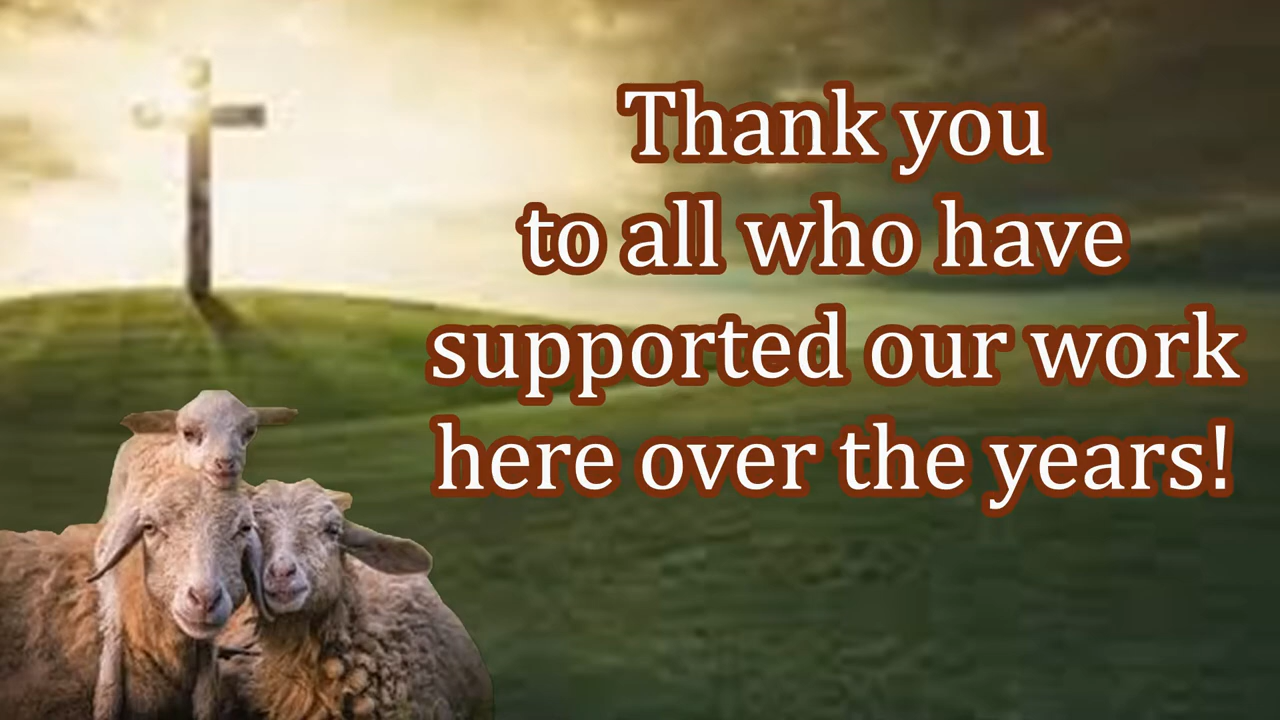 Thank you
to all who have
supported our work
here over the years!